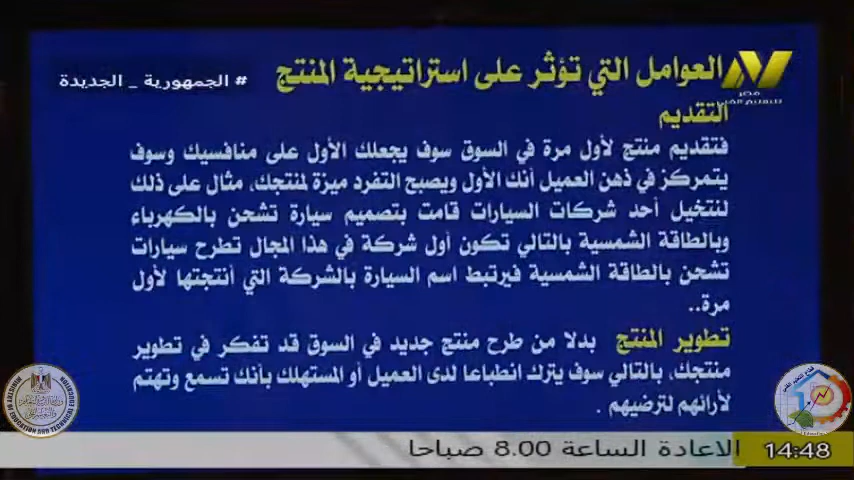 العوامل التي تؤثر على استراتيجية المنتج
# الجمهورية _ الجديدة
مصر
للتعليم الفني
التقديم
فتقديم منتج لأول مرة في السوق سوف يجعلك الأول على منافسيك وسوف
يتمركز في ذهن العميل أنك الأول ويصبح التفرد ميزة لمنتجك، مثال على ذلك
لنتخيل أحد شركات السيارات قامت بتصميم سيارة تشحن بالكهرباء
وبالطاقة الشمسية بالتالي تكون أول شركة في هذا المجال تطرح سيارات
تشحن بالطاقة الشمسية فيرتبط اسم السيارة بالشركة التي أنتجتها لأول
مرة..
تطوير المنتج بدلا من طرح منتج جديد في السوق قد تفكر في تطوير
منتجك، بالتالي سوف يترك انطباعا لدى العميل أو المستهلك بأنك تسمع وتهتم
لأرائهم لترضيهم .
الاعادة الساعة 8.00 صباحا
14:48